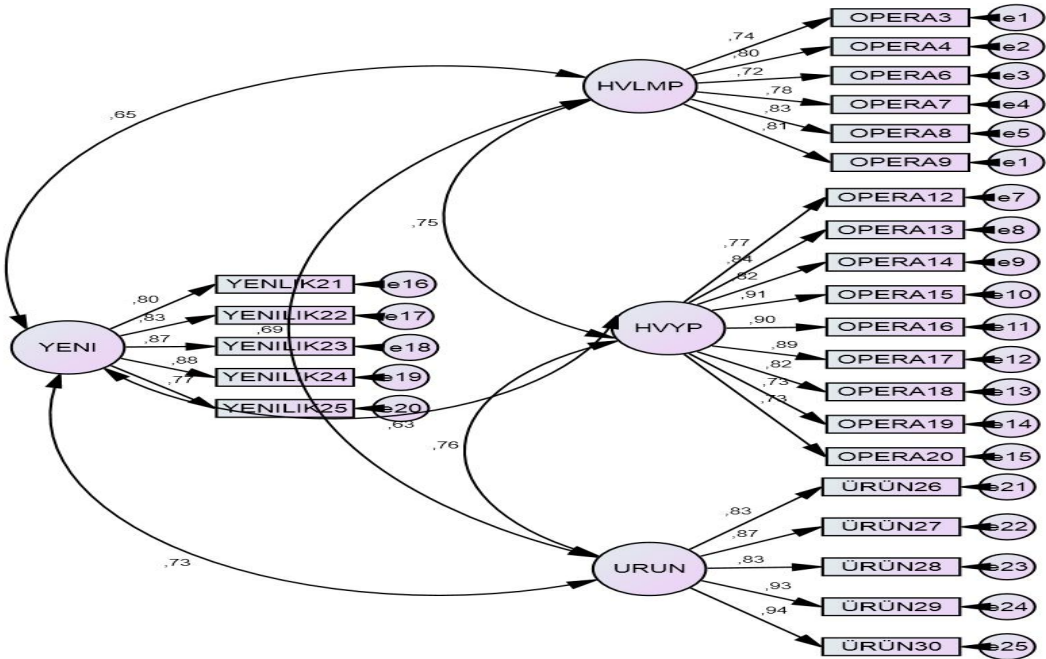 OPERA3 e1
,74
OPERA4 e2
,80
HVLMP
,72
OPERA6 e3
,78
OPERA7 e4
,83
OPERA8 e5
,81
OPERA9 e1
,65
OPERA12 e7
,77
OPERA13 e8
,84
OPERA14 e9
,82
,75
OPERA15 e10
,91
HVYP
,90
OPERA16 e11
,89
OPERA17 e12
,82
OPERA18 e13
,73
OPERA19 e14
,73
OPERA20 e15
YENI
,80
YENLIK21 e16
,83
YENILIK22 e17
,87
YENILIK23 e18
,69
,88
YENILIK24 e19
,77
YENILIK25 e20
,63
,76
,83
ÜRÜN26 e21
,87
ÜRÜN27 e22
URUN
,83
ÜRÜN28 e23
,93
ÜRÜN29 e24
,94
ÜRÜN30 e25
,73